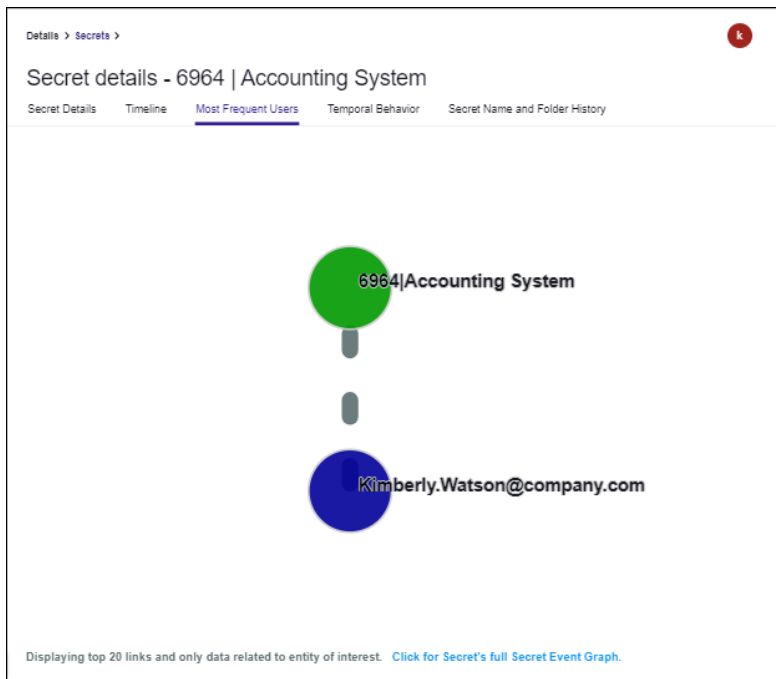 Details > Secrets >
k
Secret details - 6964 | Accounting System
Secret Details Timeline Most Frequent Users Temporal Behavior Secret Name and Folder History
6964|Accounting System
Kimberly.Watson@company.com
Displaying top 20 links and only data related to entity of interest. Click for Secret's full Secret Event Graph.